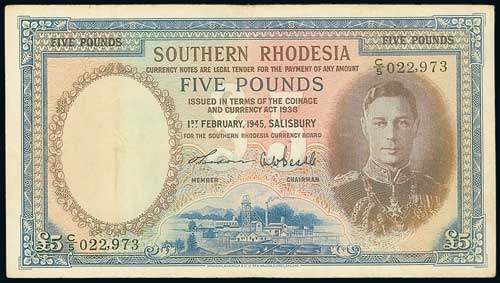 FIVE POUNDS FIVE POUNDS
SOUTHERN RHODESIA
CURRENCY NOTES ARE LEGAL TENDER FOR THE PAYMENT OF ANY AMOUNT
C/5 022,973
FIVE POUNDS
ISSUED IN TERMS OF THE COINAGE
AND CURRENCY ACT 1938
1ST FEBRUARY, 1945, SALISBURY
FOR THE SOUTHERN RHODESIA CURRENCY BOARD
MEMBER CHAIRMAN
£5 C/5 022,973 £5